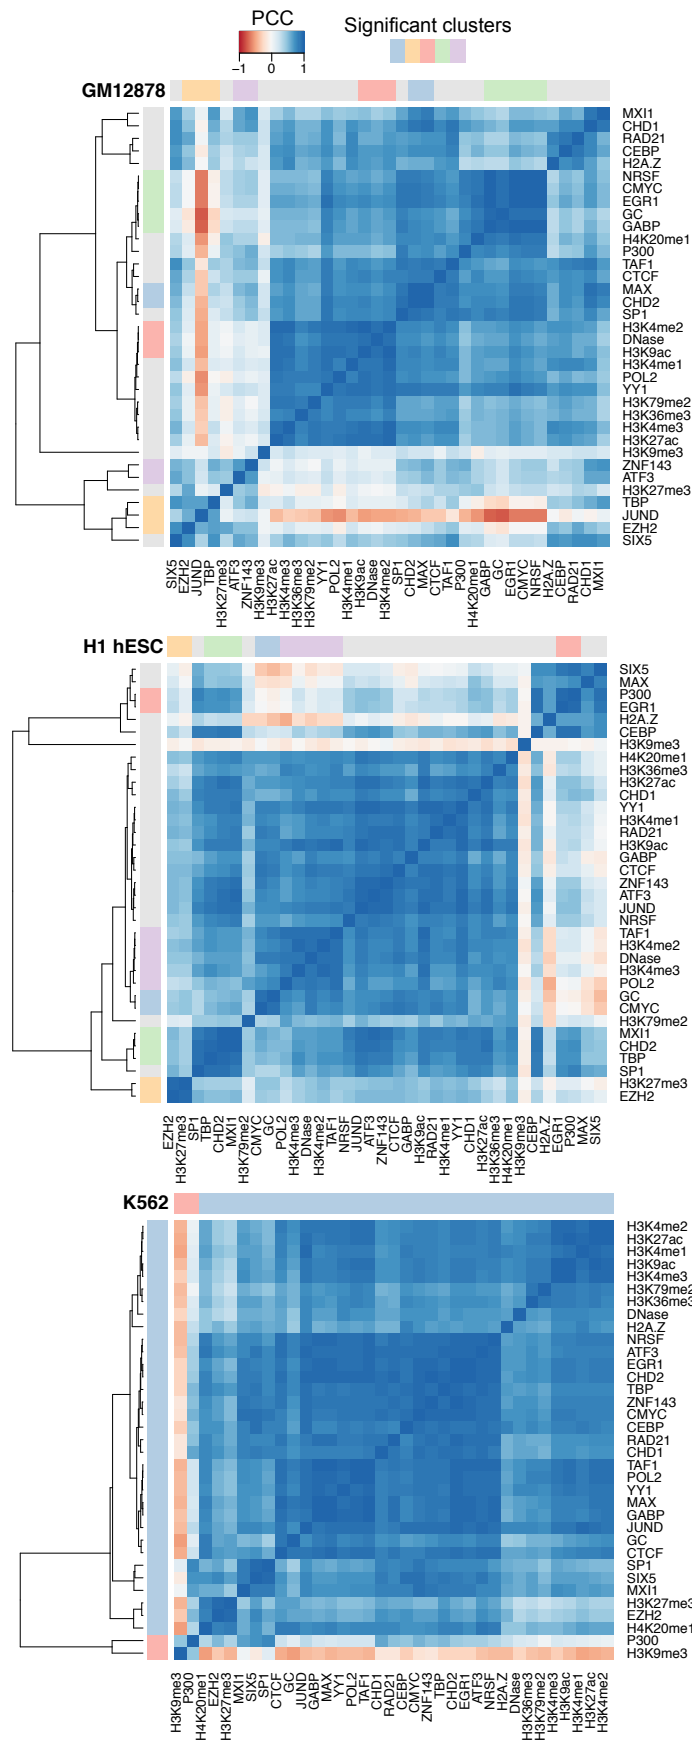 PCC
Significant clusters
−1 0 1
GM12878
MXI1
CHD1
RAD21
CEBP
H2A.Z
NRSF
CMYC
EGR1
GC
GABP
H4K20me1
P300
TAF1
CTCF
MAX
CHD2
SP1
H3K4me2
DNase
H3K9ac
H3K4me1
POL2
YY1
H3K79me2
H3K36me3
H3K4me3
H3K27ac
H3K9me3
ZNF143
ATF3
H3K27me3
TBP
JUND
EZH2
SIX5
SIX5 EZH2 JUND TBP H3K27me3 ATF3 ZNF143 H3K9me3 H3K27ac H3K4me3 H3K36me3 H3K79me2 YY1 POL2 H3K4me1 H3K9ac DNase H3K4me2 SP1 CHD2 MAX CTCF TAF1 P300 H4K20me1 GABP GC EGR1 CMYC NRSF H2A.Z CEBP RAD21 CHD1 MXI1
H1 hESC
SIX5
MAX
P300
EGR1
H2A.Z
CEBP
H3K9me3
H4K20me1
H3K36me3
H3K27ac
CHD1
YY1
H3K4me1
RAD21
H3K9ac
GABP
CTCF
ZNF143
ATF3
JUND
NRSF
TAF1
H3K4me2
DNase
H3K4me3
POL2
GC
CMYC
H3K79me2
MXI1
CHD2
TBP
SP1
H3K27me3
EZH2
EZH2 H3K27me3 SP1 TBP CHD2 MXI1 H3K79me2 CMYC GC POL2 H3K4me3 DNase H3K4me2 TAF1 NRSF JUND ATF3 ZNF143 CTCF GABP H3K9ac RAD21 H3K4me1 YY1 CHD1 H3K27ac H3K36me3 H4K20me1 H3K9me3 CEBP H2A.Z EGR1 P300 MAX SIX5
K562
H3K4me2
H3K27ac
H3K4me1
H3K9ac
H3K4me3
H3K79me2
H3K36me3
DNase
H2A.Z
NRSF
ATF3
EGR1
CHD2
TBP
ZNF143
CMYC
CEBP
RAD21
CHD1
TAF1
POL2
YY1
MAX
GABP
JUND
GC
CTCF
SP1
SIX5
MXI1
H3K27me3
EZH2
H4K20me1
P300
H3K9me3
H3K9me3 P300 H4K20me1 EZH2 H3K27me3 MXI1 SIX5 SP1 CTCF GC JUND GABP MAX YY1 POL2 TAF1 CHD1 RAD21 CEBP CMYC ZNF143 TBP CHD2 EGR1 ATF3 NRSF H2A.Z DNase H3K36me3 H3K79me2 H3K4me3 H3K9ac H3K4me1 H3K27ac H3K4me2